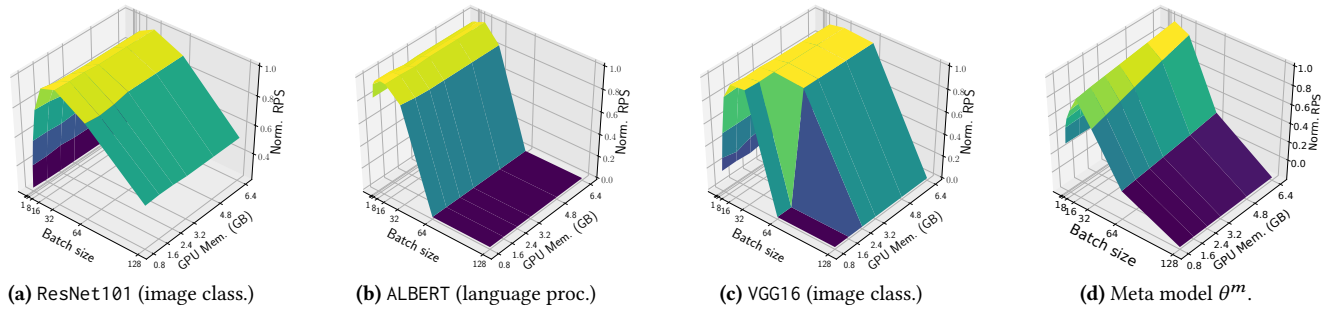 1.0
0.8
0.6
0.4
Norm. RPS
1 8 16 32 64 128
Batch size
0.8 1.6 2.4 3.2 4.8 6.4
GPU Mem. (GB)
(a) ResNet101 (image class.)
1.0
0.8
0.6
0.4
0.2
0.0
Norm. RPS
1 8 16 32 64 128
Batch size
0.8 1.6 2.4 3.2 4.8 6.4
GPU Mem. (GB)
(b) ALBERT (language proc.)
1.0
0.8
0.6
0.4
0.2
0.0
Norm. RPS
1 8 16 32 64 128
Batch size
0.8 1.6 2.4 3.2 4.8 6.4
GPU Mem. (GB)
(c) VGG16 (image class.)
1.0
0.8
0.6
0.4
0.2
0.0
Norm. RPS
1 8 16 32 64 128
Batch size
0.8 1.6 2.4 3.2 4.8 6.4
GPU Mem. (GB)
(d) Meta model θᵐ.